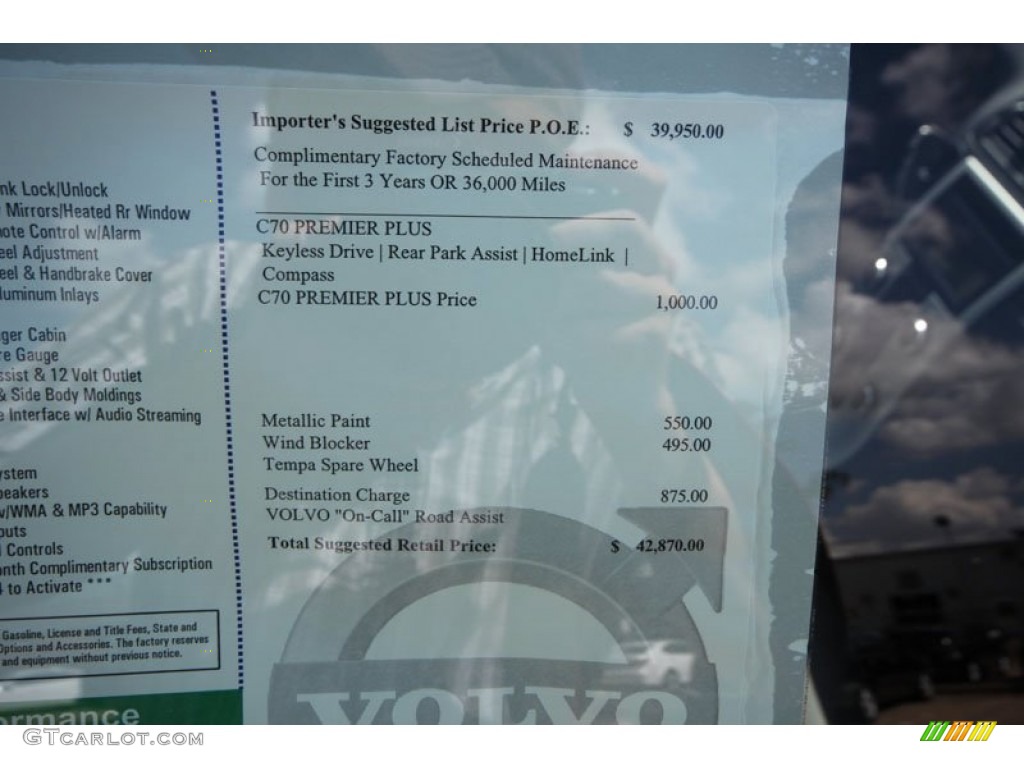 Importer's Suggested List Price P.O.E.: $ 39,950.00
Complimentary Factory Scheduled Maintenance
For the First 3 Years OR 36,000 Miles
C70 PREMIER PLUS
Keyless Drive | Rear Park Assist | HomeLink |
Compass
C70 PREMIER PLUS Price 1,000.00
Metallic Paint 550.00
Wind Blocker 495.00
Tempa Spare Wheel
Destination Charge 875.00
VOLVO "On-Call" Road Assist
Total Suggested Retail Price: $ 42,870.00
VOLVO
nk Lock/Unlock
Mirrors/Heated Rr Window
ote Control w/Alarm
eel Adjustment
eel & Handbrake Cover
luminum Inlays
ger Cabin
re Gauge
ssist & 12 Volt Outlet
& Side Body Moldings
e Interface w/ Audio Streaming
ystem
peakers
w/WMA & MP3 Capability
puts
l Controls
onth Complimentary Subscription
to Activate ***
Gasoline, License and Title Fees, State and
Options and Accessories. The factory reserves
and equipment without previous notice.
ormance
GTCARLOT.COM